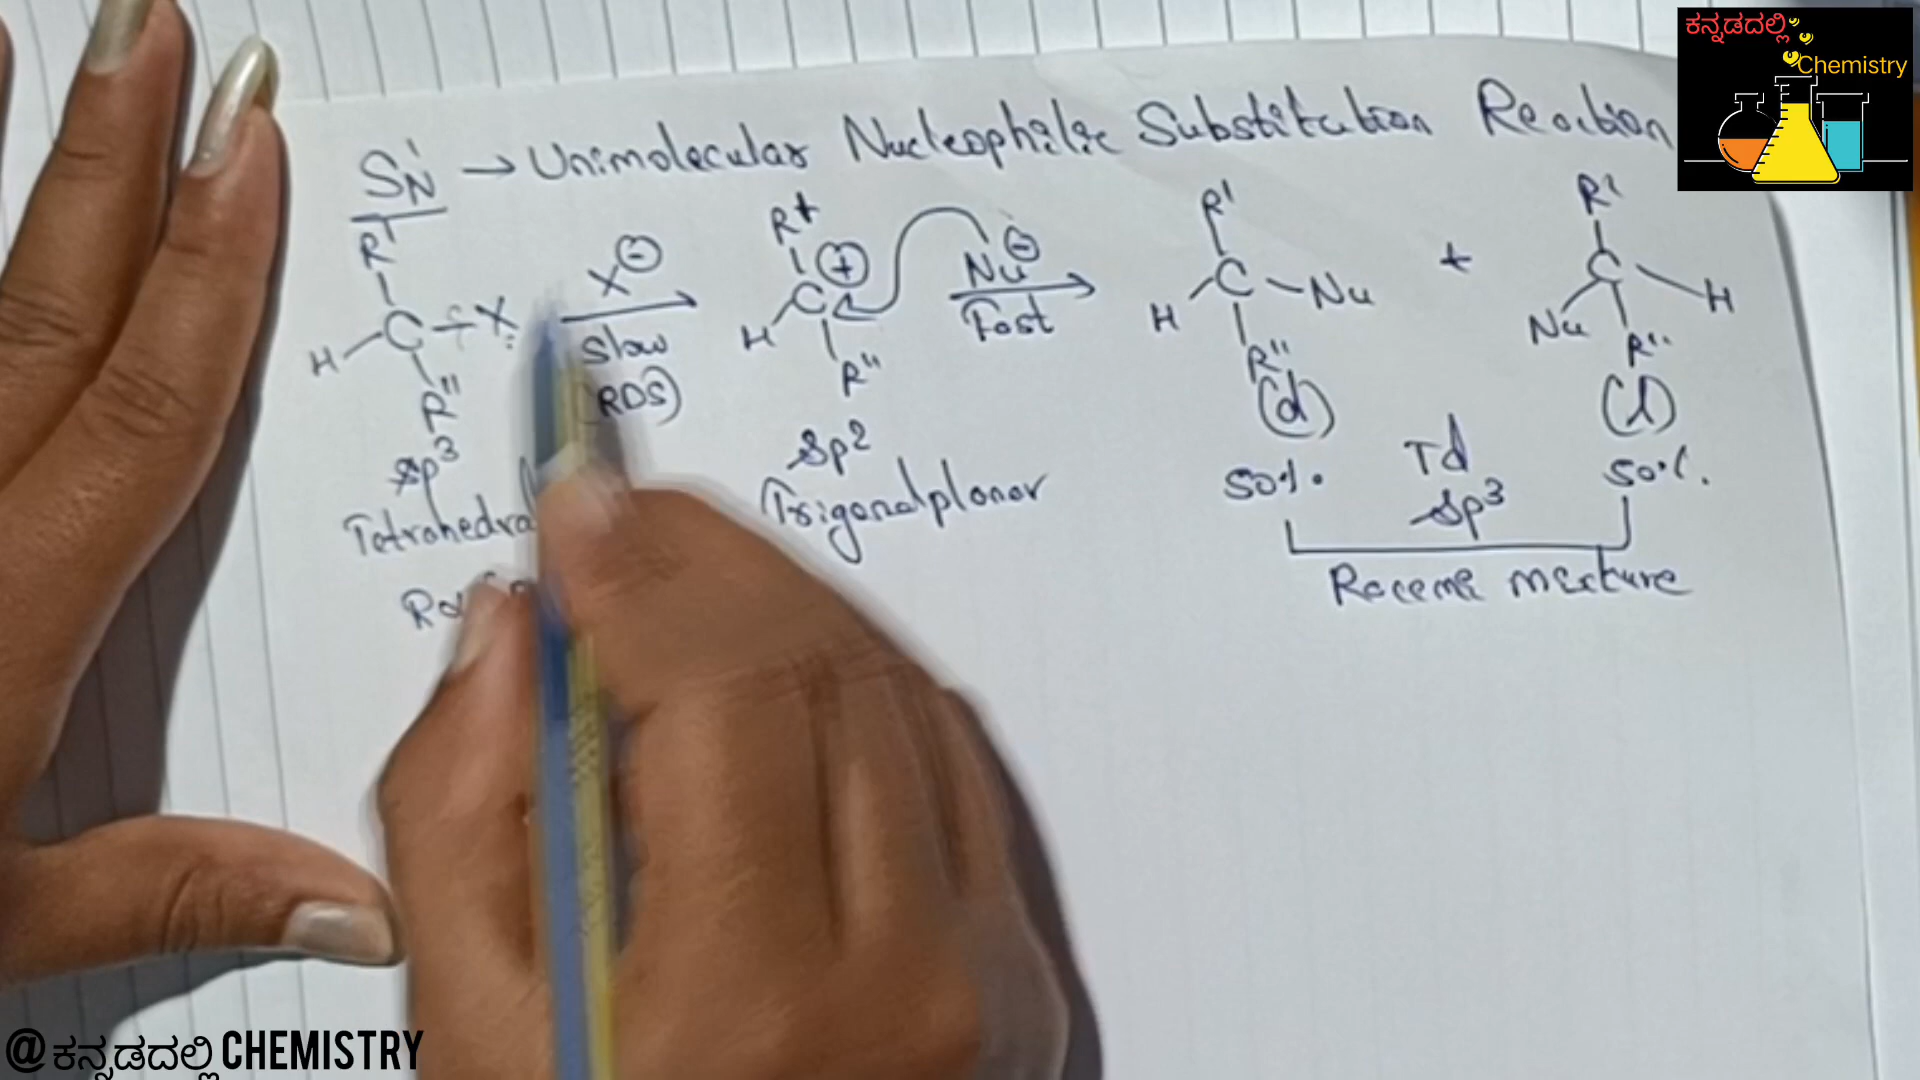 ಕನ್ನಡದಲ್ಲಿ
Chemistry
SN1 → Unimolecular Nucleophilic Substitution Reaction
R' R+ R' R'
X⊖ ⊕ Nu⊖ +
H C X C C Nu C H
Slow H Fast H Nu
(RDS)
R" R" R" R"
(d) (l)
sp3 sp2 50% Td 50%.
Trigonalplanar sp3
Racemic mixture
@ಕನ್ನಡದಲ್ಲಿ CHEMISTRY